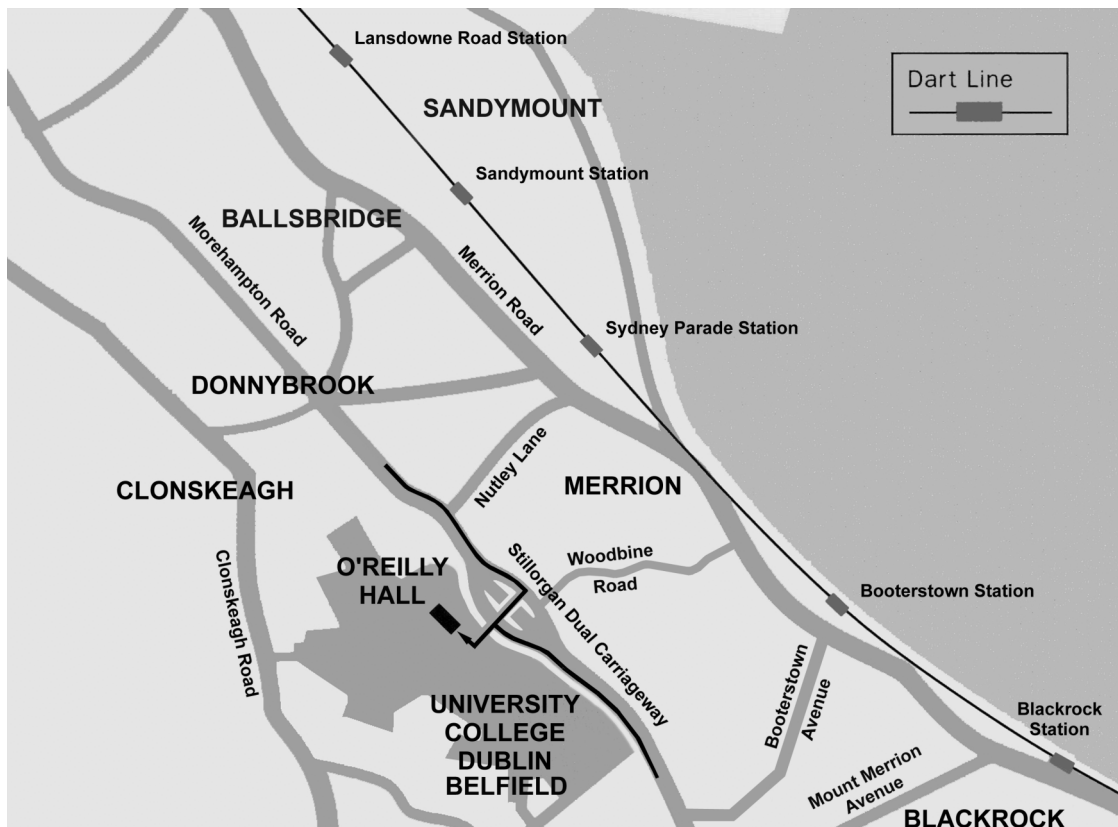 Lansdowne Road Station
Dart Line
SANDYMOUNT
Sandymount Station
BALLSBRIDGE
Morehampton Road
Merrion Road
Sydney Parade Station
DONNYBROOK
Nutley Lane
CLONSKEAGH
MERRION
Stillorgan Dual Carriageway
Woodbine
Road
O'REILLY
HALL
Clonskeagh Road
Booterstown Station
Booterstown
Avenue
UNIVERSITY
COLLEGE
DUBLIN
BELFIELD
Blackrock
Station
Mount Merrion
Avenue
BLACKROCK